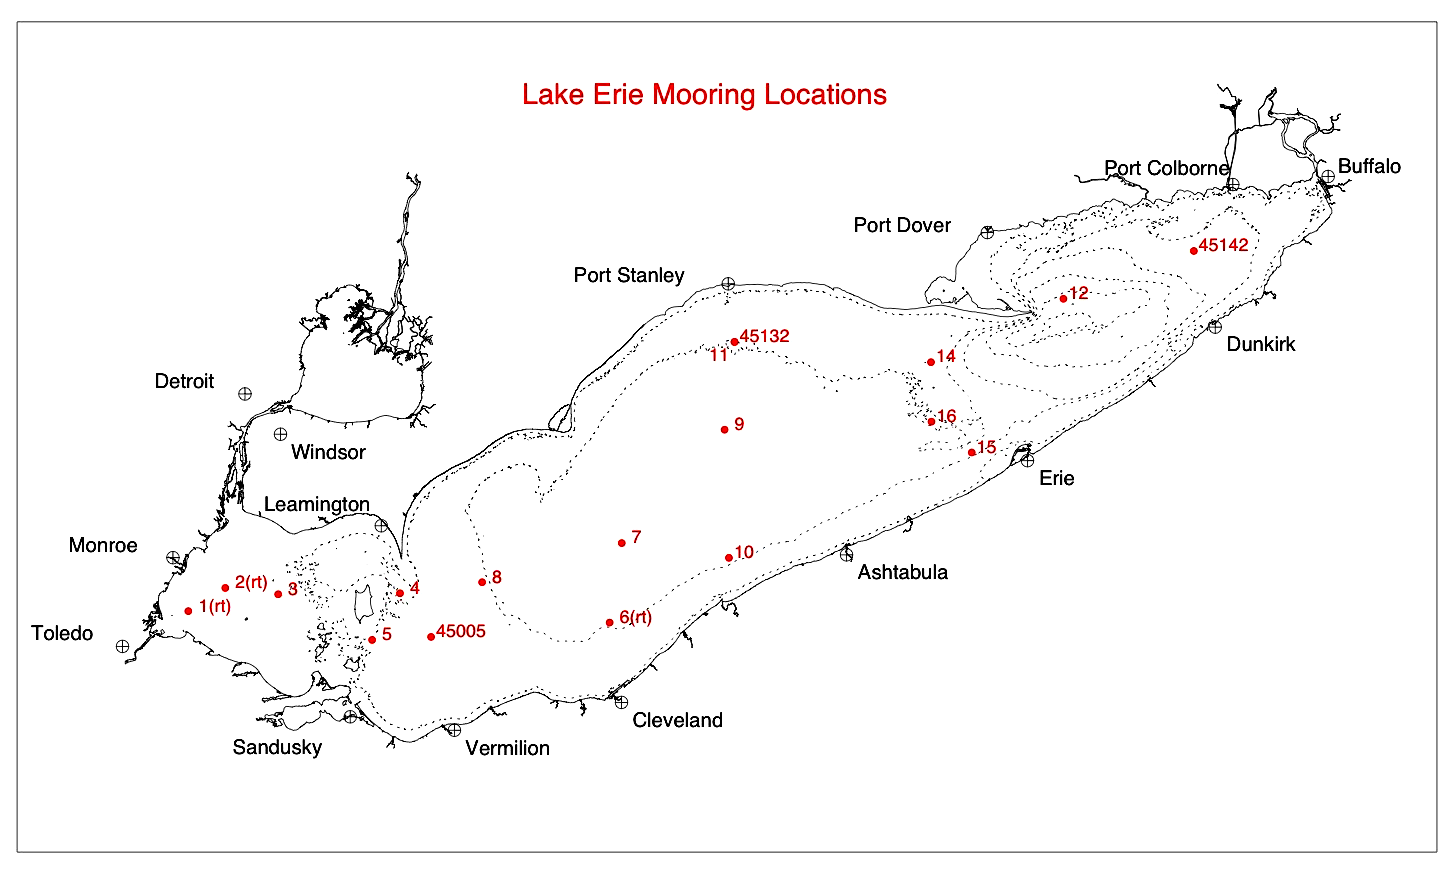 Lake Erie Mooring Locations
Port Colborne
Buffalo
Port Dover
45142
Port Stanley
12
45132
Dunkirk
11
14
Detroit
16
9
Windsor
15
Erie
Leamington
7
Monroe
10
Ashtabula
2(rt)
3
4
8
1(rt)
6(rt)
Toledo
5
45005
Cleveland
Sandusky
Vermilion